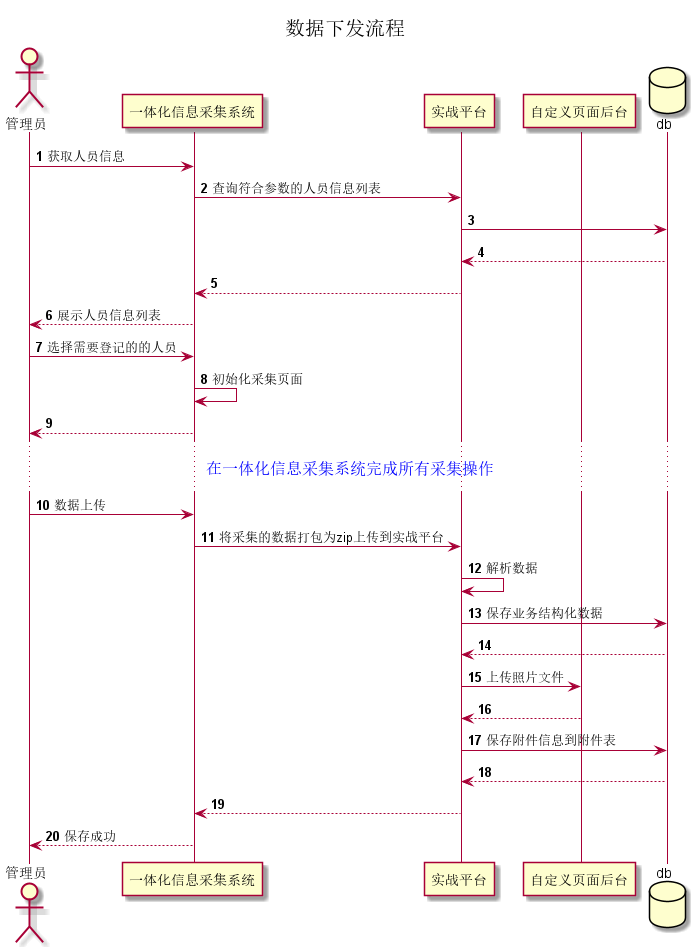 数据下发流程
管理员
一体化信息采集系统
实战平台
自定义页面后台
db
1 获取人员信息
2 查询符合参数的人员信息列表
3
4
5
6 展示人员信息列表
7 选择需要登记的的人员
8 初始化采集页面
9
在一体化信息采集系统完成所有采集操作
10 数据上传
11 将采集的数据打包为zip上传到实战平台
12 解析数据
13 保存业务结构化数据
14
15 上传照片文件
16
17 保存附件信息到附件表
18
19
20 保存成功
管理员
一体化信息采集系统
实战平台
自定义页面后台
db